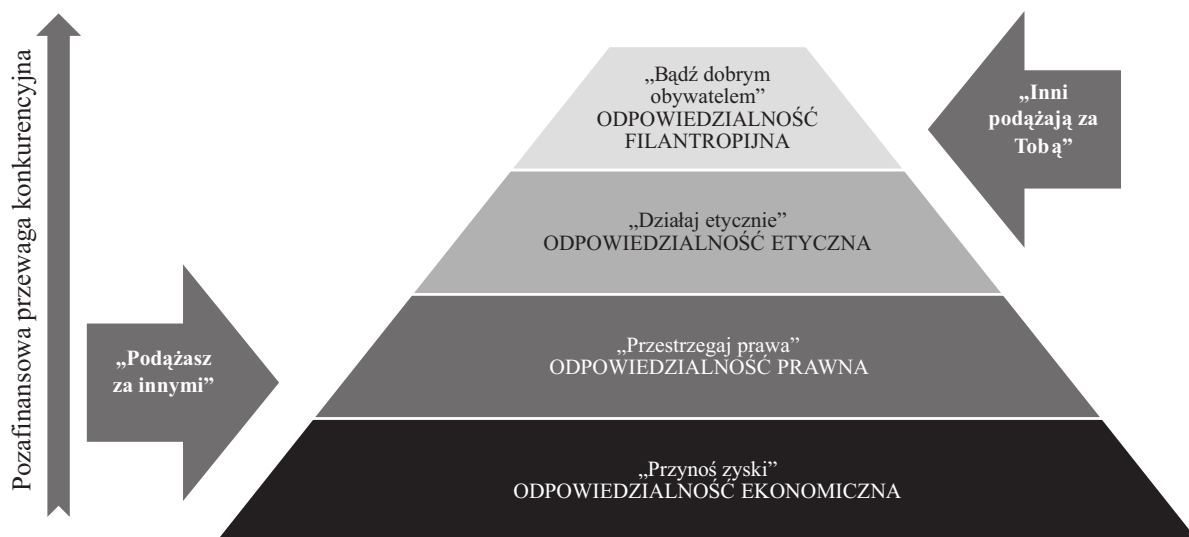 Pozafinansowa przewaga konkurencyjna
„Bądź dobrym
obywatelem”
ODPOWIEDZIALNOŚĆ
FILANTROPIJNA
„Inni
podążają za
Tobą”
„Działaj etycznie”
ODPOWIEDZIALNOŚĆ ETYCZNA
„Podążasz
za innymi”
„Przestrzegaj prawa”
ODPOWIEDZIALNOŚĆ PRAWNA
„Przynoś zyski”
ODPOWIEDZIALNOŚĆ EKONOMICZNA